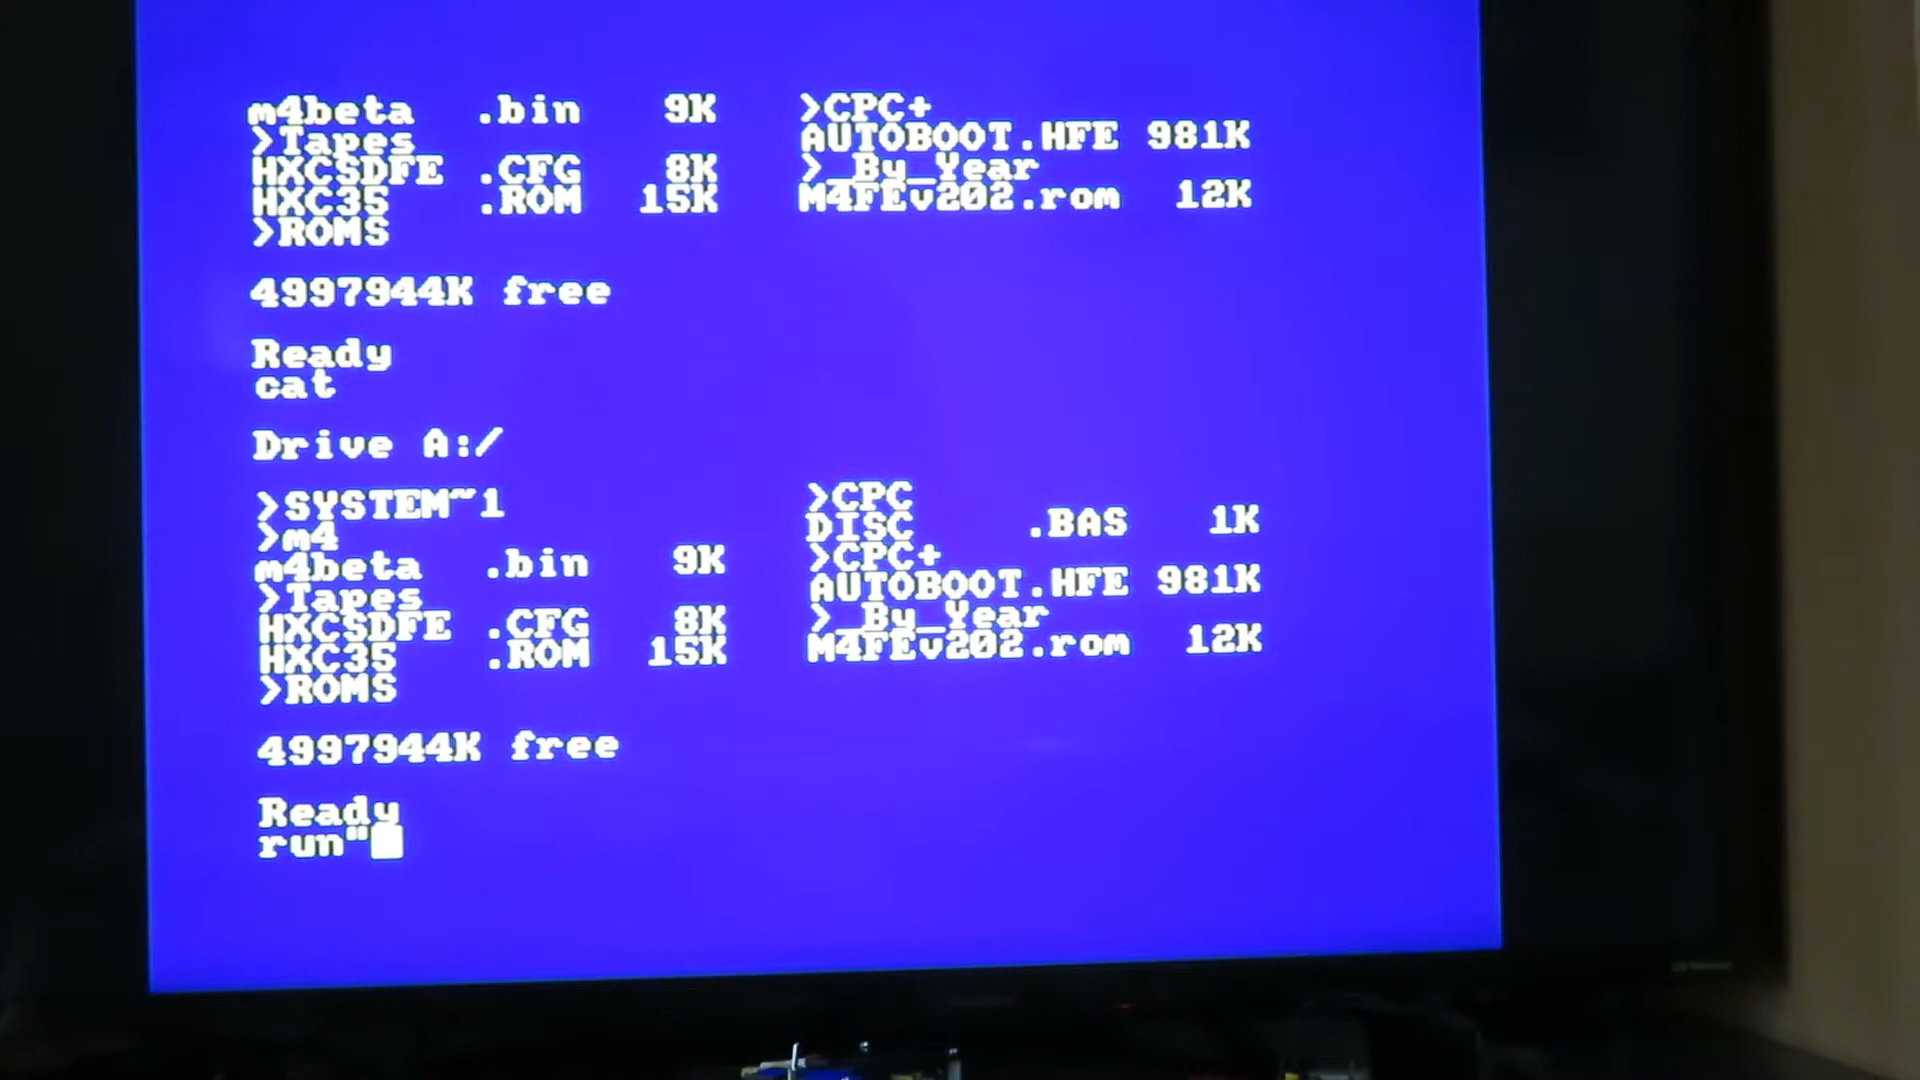 m4beta .bin 9K >CPC+
>Tapes AUTOBOOT.HFE 981K
HXCSDFE .CFG 8K >_By_Year
HXC35 .ROM 15K M4FEv202.rom 12K
>ROMS
4997944K free
Ready
cat
Drive A:/
>SYSTEM~1 >CPC
>m4 DISC .BAS 1K
m4beta .bin 9K >CPC+
>Tapes AUTOBOOT.HFE 981K
HXCSDFE .CFG 8K >_By_Year
HXC35 .ROM 15K M4FEv202.rom 12K
>ROMS
4997944K free
Ready
run"